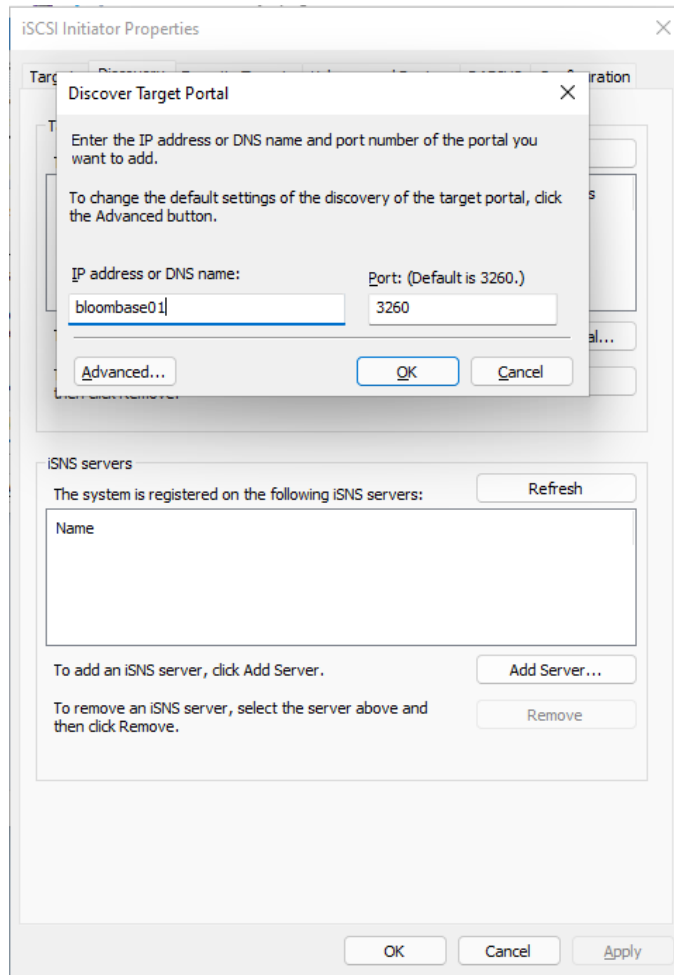 iSCSI Initiator Properties
Discover Target Portal
Enter the IP address or DNS name and port number of the portal you
want to add.
To change the default settings of the discovery of the target portal, click
the Advanced button.
IP address or DNS name:
Port: (Default is 3260.)
bloombase01
3260
Advanced...
OK
Cancel
then click Remove.
iSNS servers
The system is registered on the following iSNS servers:
Refresh
Name
To add an iSNS server, click Add Server.
Add Server...
To remove an iSNS server, select the server above and
then click Remove.
Remove
OK
Cancel
Apply